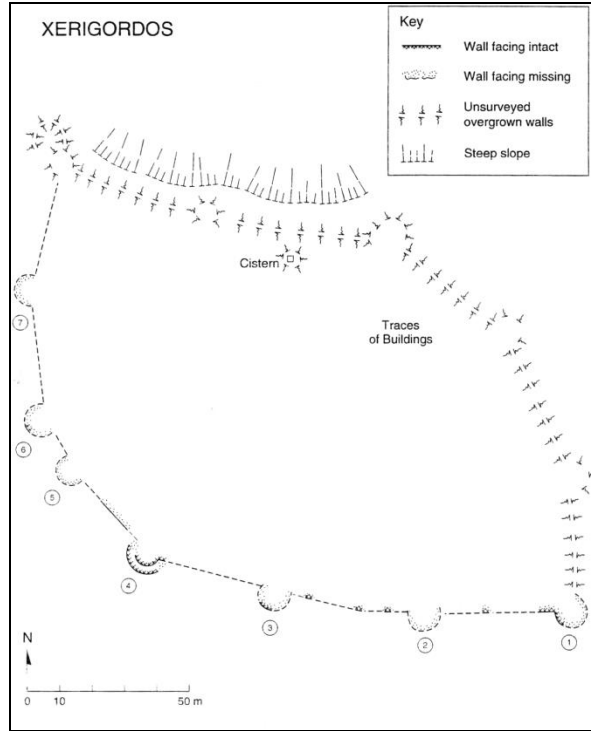 XERIGORDOS
Key
Wall facing intact
Wall facing missing
Unsurveyed
overgrown walls
Steep slope
Cistern
Traces
of Buildings
7
6
5
4
3
2
1
N
0 10 50 m